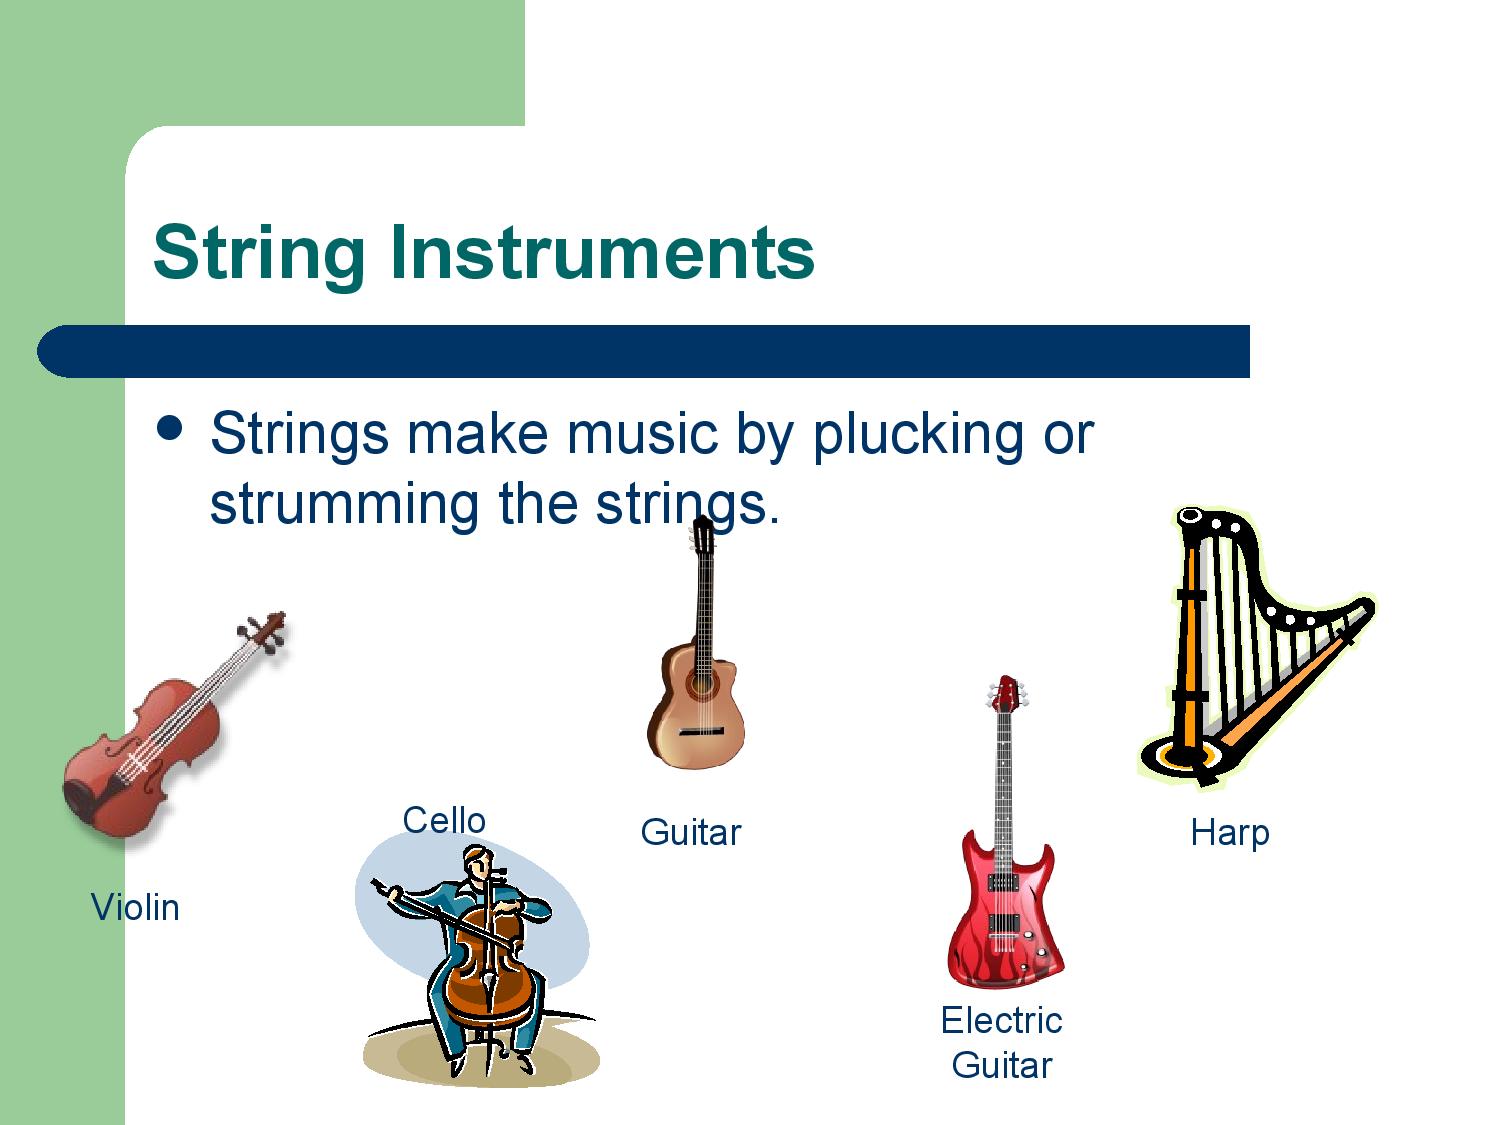 String Instruments
Strings make music by plucking or
strumming the strings.
Cello
Guitar
Harp
Violin
Electric
Guitar